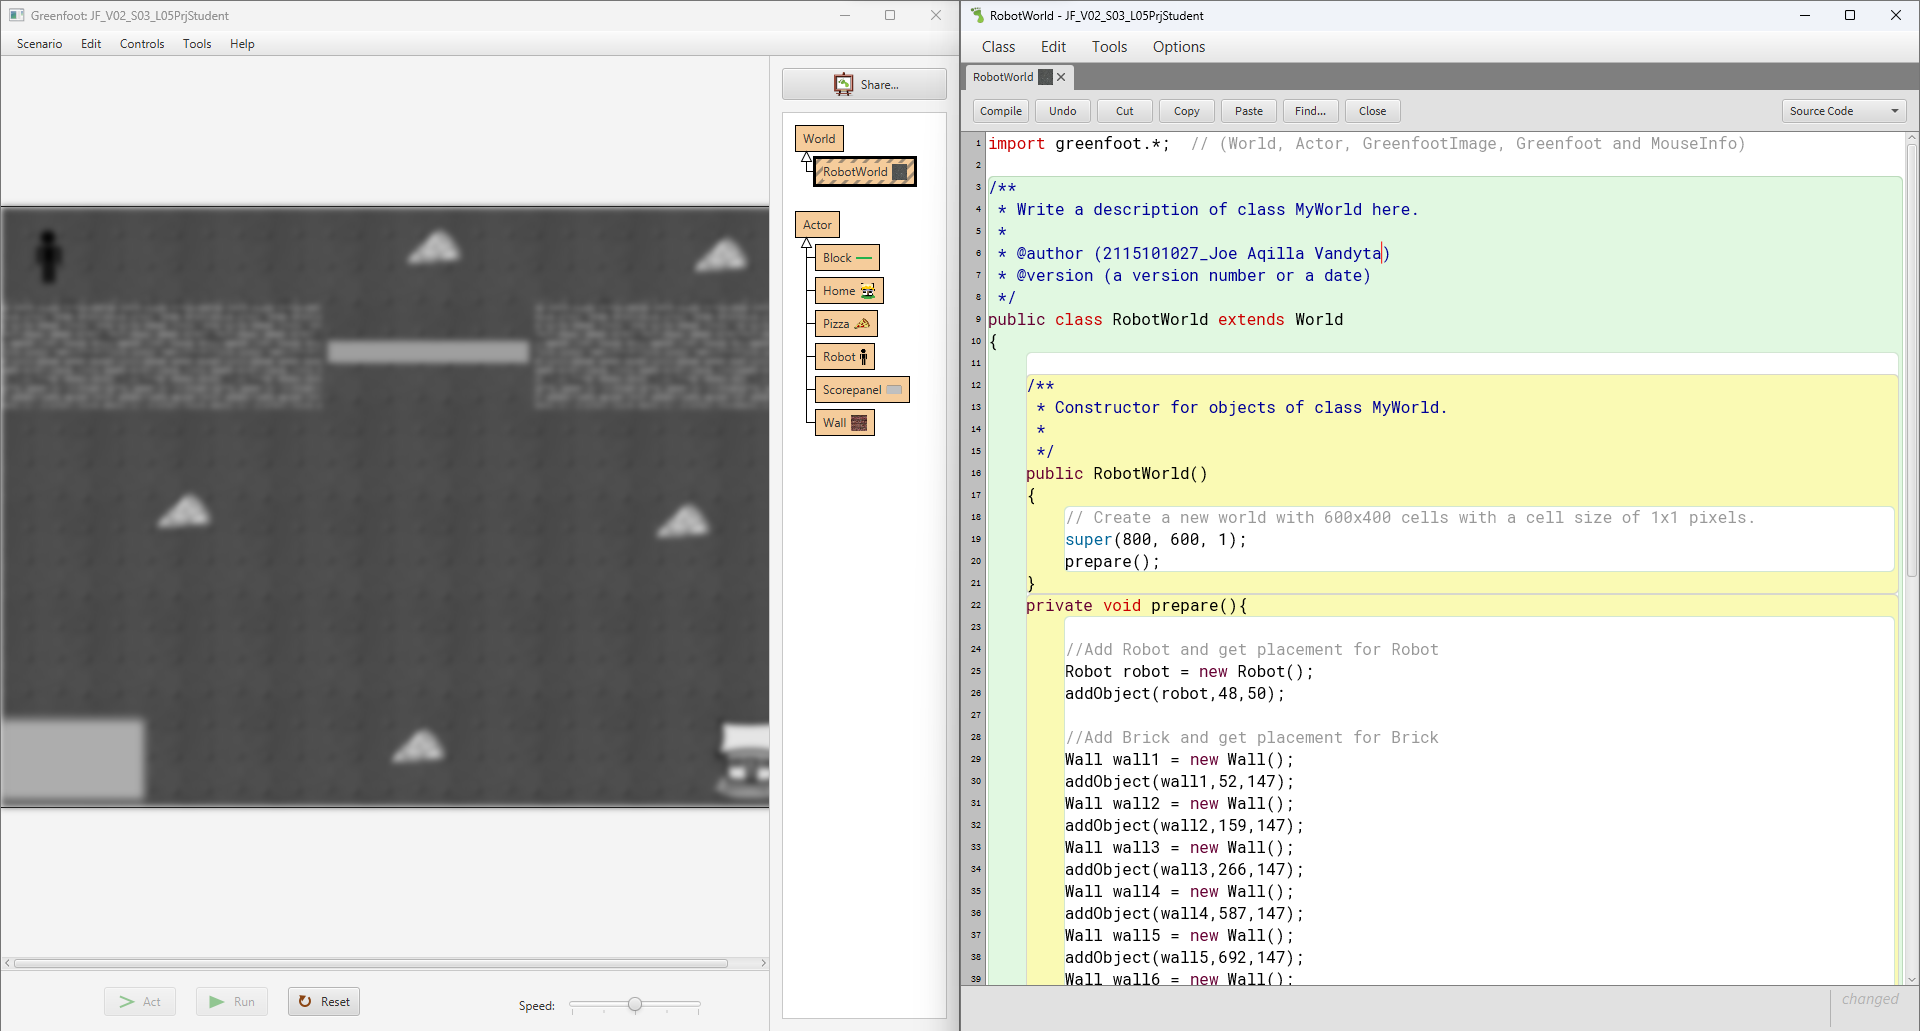 Greenfoot: JF_V02_S03_L05PrjStudent
Scenario Edit Controls Tools Help
Share...
World
RobotWorld
Actor
Block
Home
Pizza
Robot
Scorepanel
Wall
Act
Run
Reset
Speed:
RobotWorld - JF_V02_S03_L05PrjStudent
Class Edit Tools Options
RobotWorld
Compile Undo Cut Copy Paste Find... Close Source Code
1 import greenfoot.*;  // (World, Actor, GreenfootImage, Greenfoot and MouseInfo)
2
3 /**
4  * Write a description of class MyWorld here.
5  *
6  * @author (2115101027_Joe Aqilla Vandyta)
7  * @version (a version number or a date)
8  */
9 public class RobotWorld extends World
10 {
11
12     /**
13      * Constructor for objects of class MyWorld.
14      *
15      */
16     public RobotWorld()
17     {
18         // Create a new world with 600x400 cells with a cell size of 1x1 pixels.
19         super(800, 600, 1);
20         prepare();
21     }
22     private void prepare(){
23
24         //Add Robot and get placement for Robot
25         Robot robot = new Robot();
26         addObject(robot,48,50);
27
28         //Add Brick and get placement for Brick
29         Wall wall1 = new Wall();
30         addObject(wall1,52,147);
31         Wall wall2 = new Wall();
32         addObject(wall2,159,147);
33         Wall wall3 = new Wall();
34         addObject(wall3,266,147);
35         Wall wall4 = new Wall();
36         addObject(wall4,587,147);
37         Wall wall5 = new Wall();
38         addObject(wall5,692,147);
39         Wall wall6 = new Wall();
changed